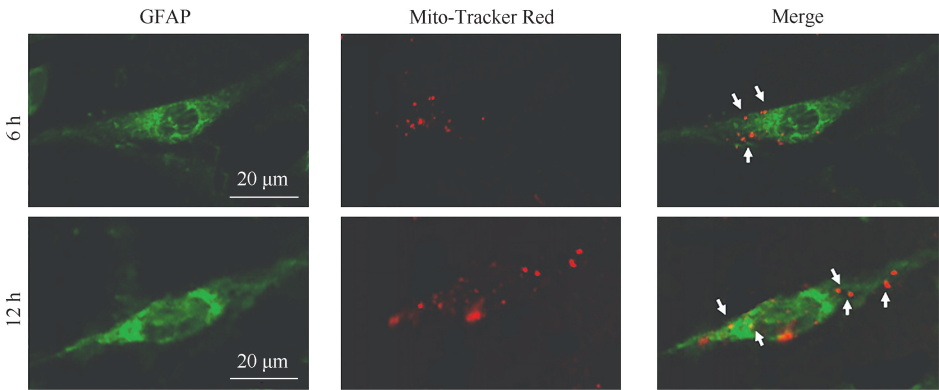 GFAP
Mito-Tracker Red
Merge
6 h
20 μm
12 h
20 μm